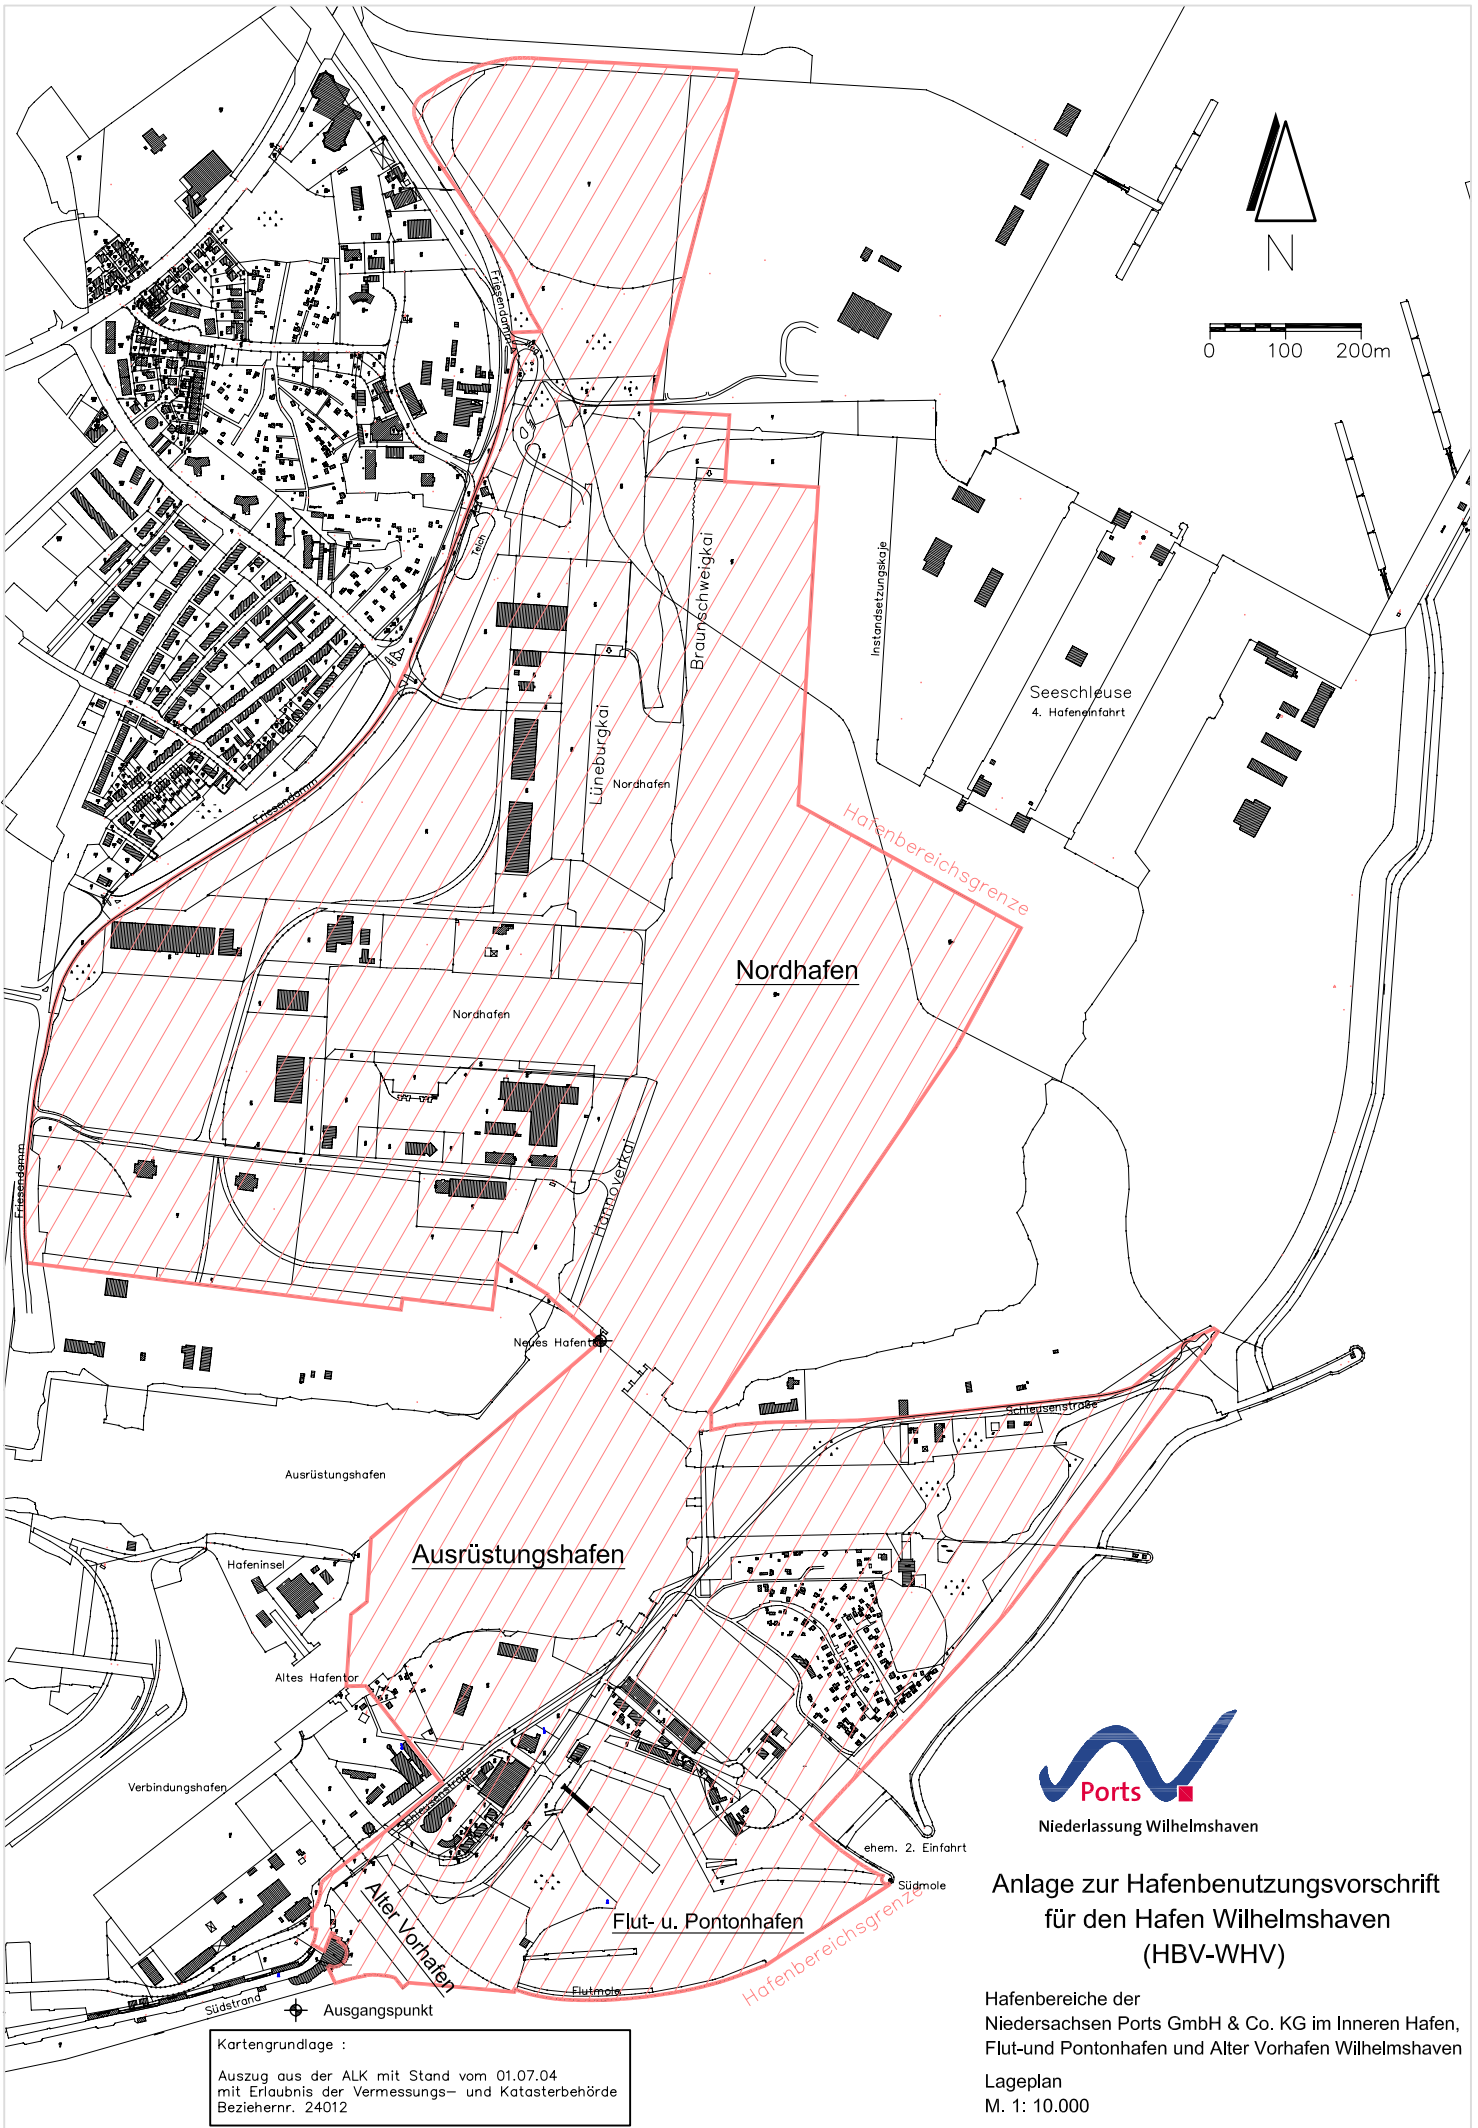 N
0 100 200m
Friesendamm
Teich
Braunschweigkai
Instandsetzungskaje
Seeschleuse
4. Hafeneinfahrt
Lüneburgkai
Nordhafen
Friesendamm
Hafenbereichsgrenze
Nordhafen
Nordhafen
Friesendamm
Hannoverkai
Neues Hafento
Schleusenstraße
Ausrüstungshafen
Ausrüstungshafen
Hafeninsel
Altes Hafentor
Verbindungshafen
Schleusenstraße
Ports
Niederlassung Wilhelmshaven
ehem. 2. Einfahrt
Südmole
Alter Vorhafen
Flut- u. Pontonhafen
Hafenbereichsgrenze
Flutmole
Südstrand
Ausgangspunkt
Anlage zur Hafenbenutzungsvorschrift
für den Hafen Wilhelmshaven
(HBV-WHV)
Hafenbereiche der
Niedersachsen Ports GmbH & Co. KG im Inneren Hafen,
Flut-und Pontonhafen und Alter Vorhafen Wilhelmshaven
Lageplan
M. 1: 10.000
Kartengrundlage :
Auszug aus der ALK mit Stand vom 01.07.04
mit Erlaubnis der Vermessungs- und Katasterbehörde
Beziehernr. 24012